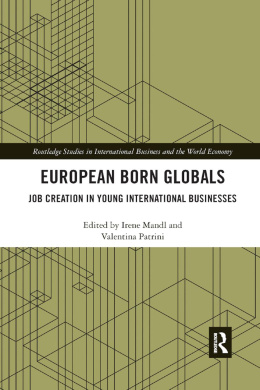 Routledge Studies in International Business and the World Economy
EUROPEAN BORN GLOBALS
JOB CREATION IN YOUNG INTERNATIONAL BUSINESSES
Edited by Irene Mandl and
Valentina Patrini
R
ROUTLEDGE